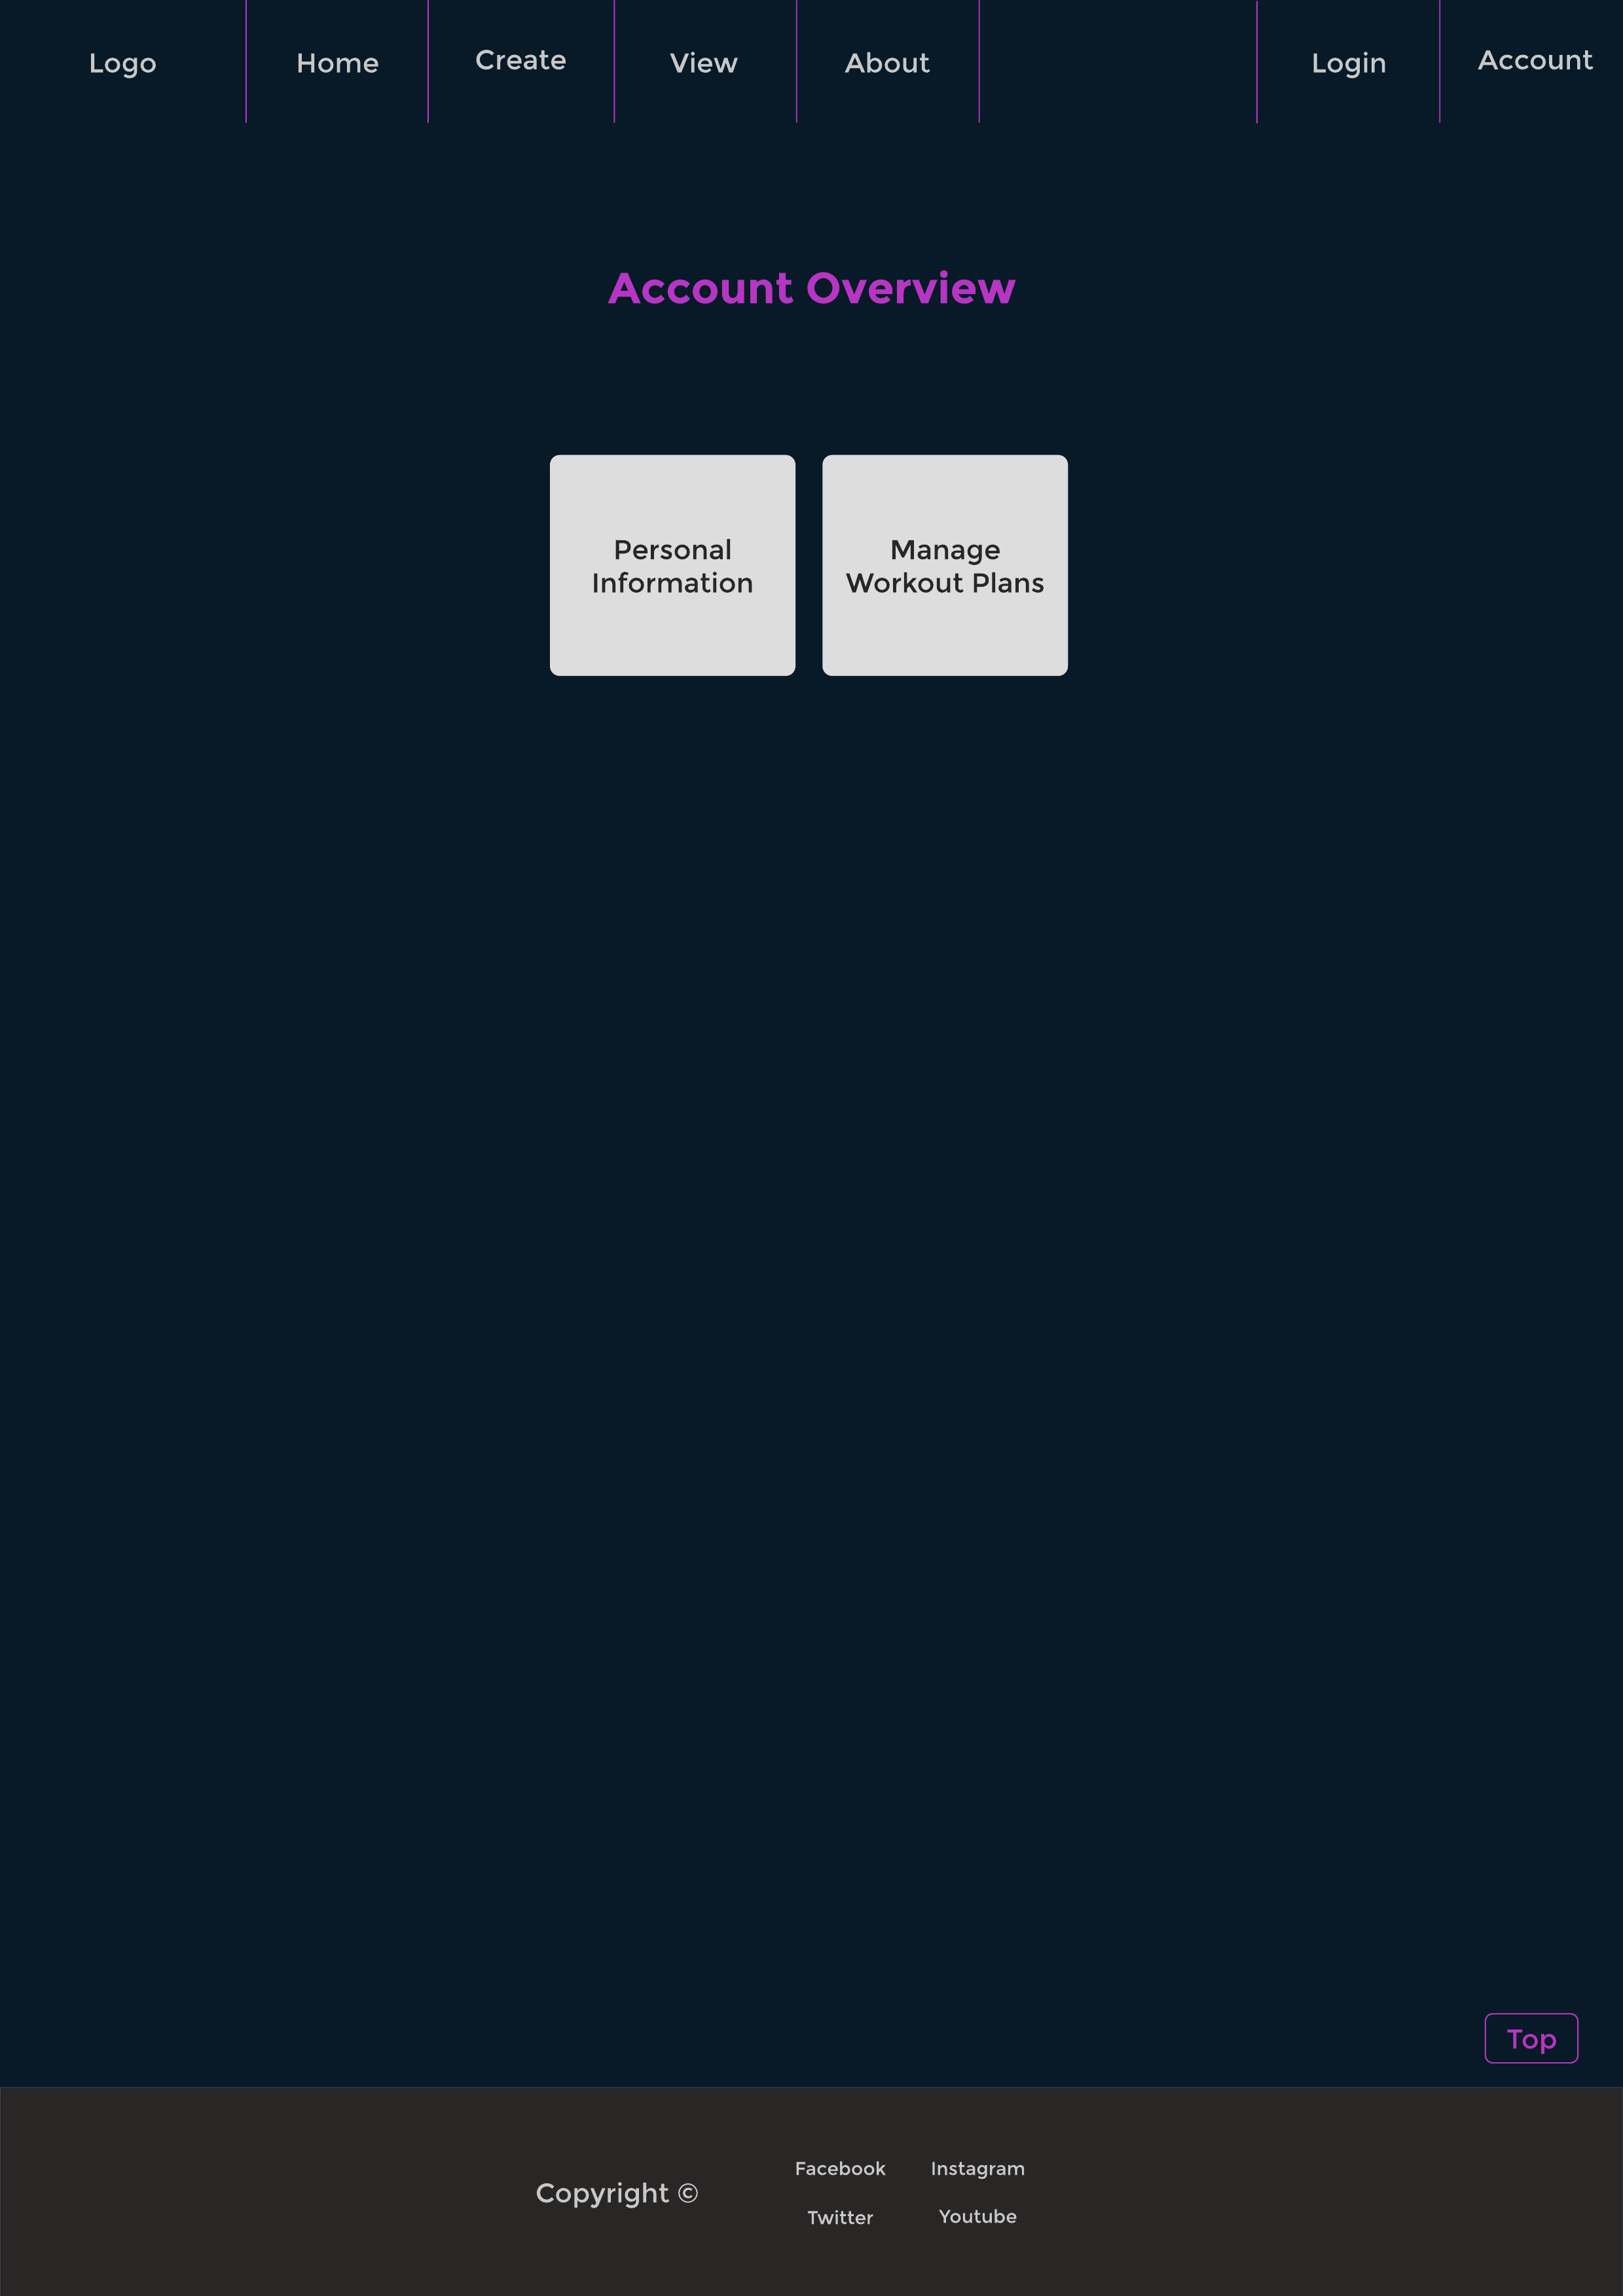 Logo
Home
Create
View
About
Login
Account
Account Overview
Personal
Information
Manage
Workout Plans
Top
Copyright ©
Facebook
Instagram
Twitter
Youtube